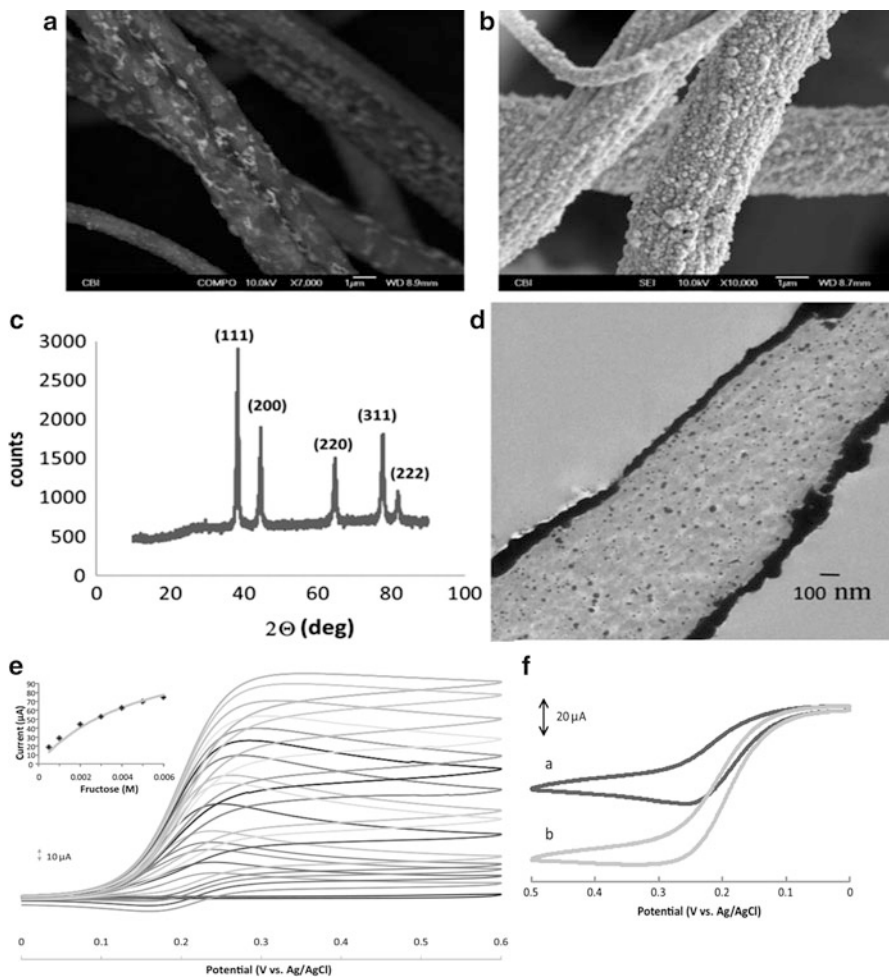 a
b
CBI COMPO 10.0kV X7,000 1μm WD 8.9mm
CBI SEI 10.0kV X10,000 1μm WD 8.7mm
c
d
3000
2500
2000
1500
1000
500
0
counts
(111)
(200)
(220)
(311)
(222)
0 20 40 60 80 100
2Θ (deg)
100 nm
e
f
90
80
70
60
50
40
30
20
10
0
Current (μA)
0.002 0.004 0.006
Fructose (M)
10 μA
0 0.1 0.2 0.3 0.4 0.5 0.6
Potential (V vs. Ag/AgCl)
20 μA
a
b
0.5 0.4 0.3 0.2 0.1 0
Potential (V vs. Ag/AgCl)